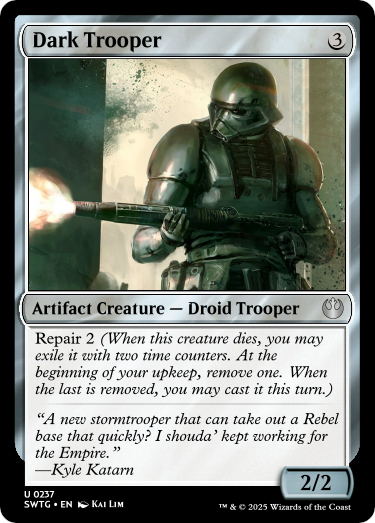 Dark Trooper 3
Artifact Creature — Droid Trooper
Repair 2 (When this creature dies, you may
exile it with two time counters. At the
beginning of your upkeep, remove one. When
the last is removed, you may cast it this turn.)
“A new stormtrooper that can take out a Rebel
base that quickly? I shouda’ kept working for
the Empire.”
—Kyle Katarn
2/2
U 0237
SWTG • EN Kai Lim
™ & © 2025 Wizards of the Coast